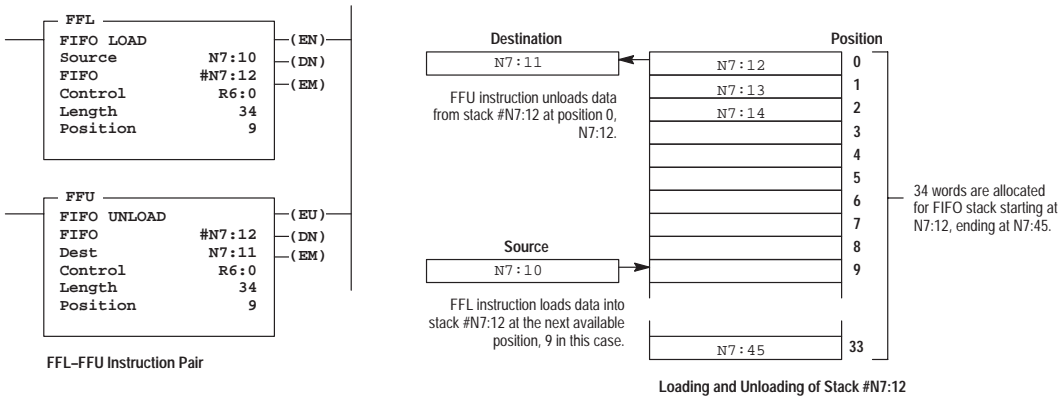 FFL
FIFO LOAD
Source N7:10
FIFO #N7:12
Control R6:0
Length 34
Position 9
(EN)
(DN)
(EM)
FFU
FIFO UNLOAD
FIFO #N7:12
Dest N7:11
Control R6:0
Length 34
Position 9
(EU)
(DN)
(EM)
FFL–FFU Instruction Pair
Destination
N7:11
FFU instruction unloads data
from stack #N7:12 at position 0,
N7:12.
Source
N7:10
FFL instruction loads data into
stack #N7:12 at the next available
position, 9 in this case.
Position
N7:12 0
N7:13 1
N7:14 2
3
4
5
6
7
8
9
N7:45 33
34 words are allocated
for FIFO stack starting at
N7:12, ending at N7:45.
Loading and Unloading of Stack #N7:12